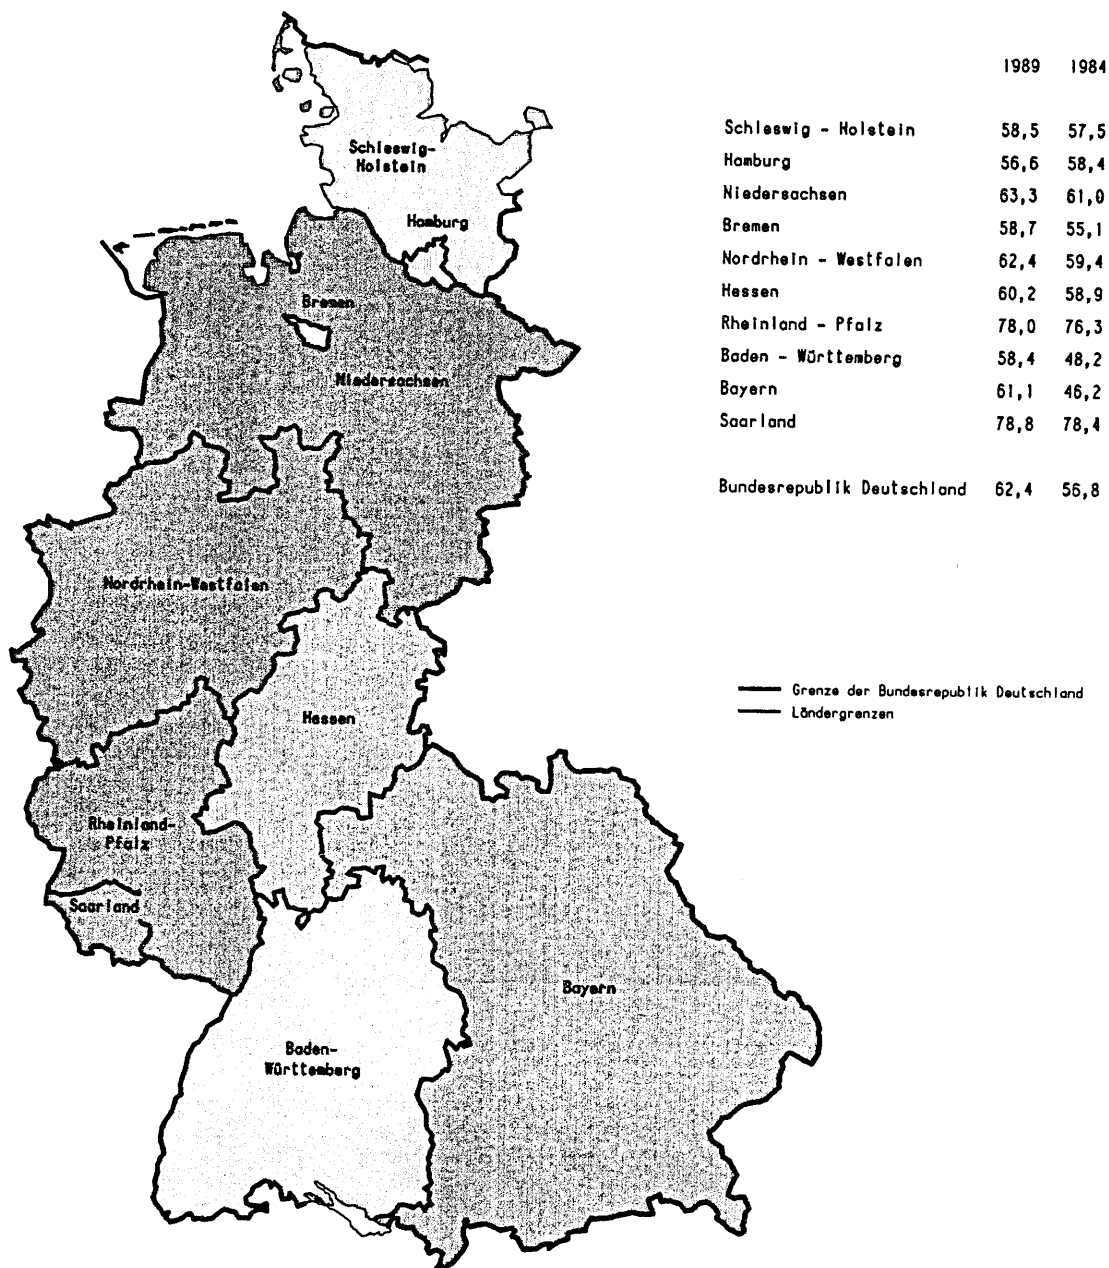 1989 1984
Schleswig - Holstein 58,5 57,5
Hamburg 56,6 58,4
Niedersachsen 63,3 61,0
Bremen 58,7 55,1
Nordrhein - Westfalen 62,4 59,4
Hessen 60,2 58,9
Rheinland - Pfalz 78,0 76,3
Baden - Württemberg 58,4 48,2
Bayern 61,1 46,2
Saarland 78,8 78,4
Bundesrepublik Deutschland 62,4 56,8
Grenze der Bundesrepublik Deutschland
Ländergrenzen
Schleswig-
Holstein
Hamburg
Bremen
Niedersachsen
Nordrhein-Westfalen
Hessen
Rheinland-
Pfalz
Saarland
Bayern
Baden-
Württemberg